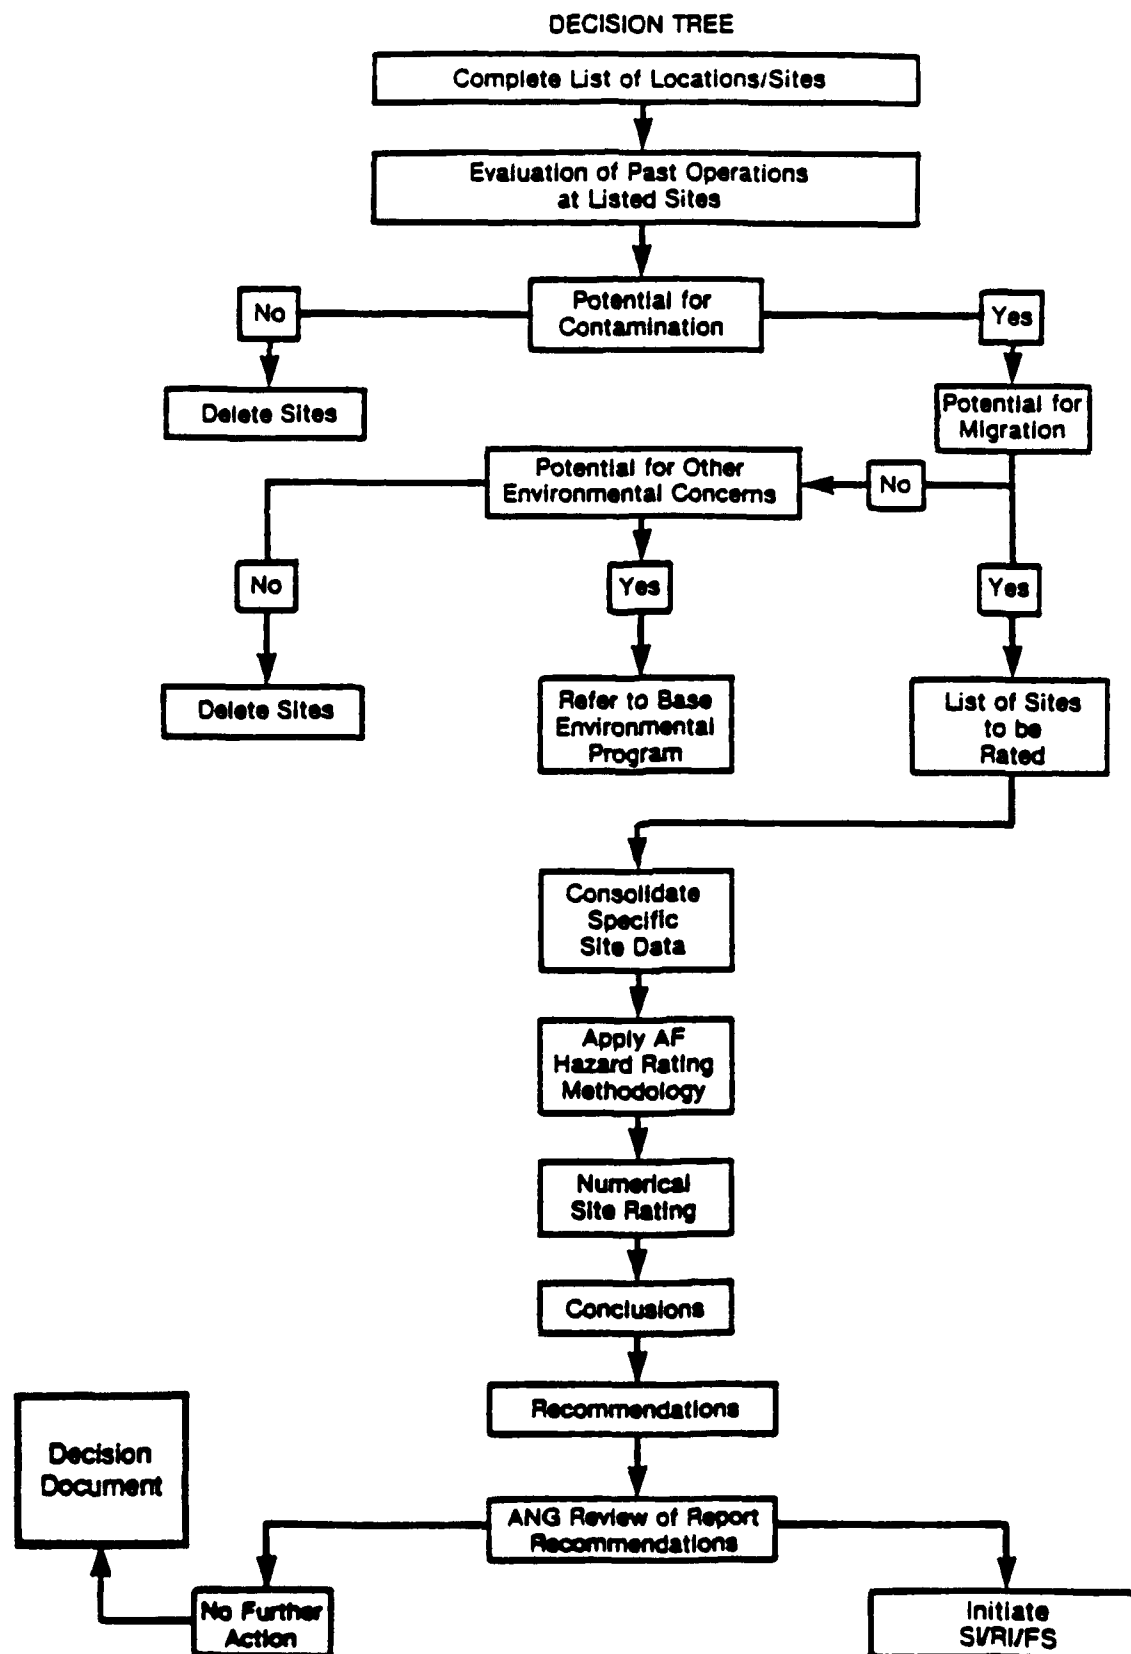 DECISION TREE
Complete List of Locations/Sites
Evaluation of Past Operations
at Listed Sites
No
Potential for
Contamination
Yes
Delete Sites
Potential for
Migration
Potential for Other
Environmental Concerns
No
No
Yes
Yes
Delete Sites
Refer to Base
Environmental
Program
List of Sites
to be
Rated
Consolidate
Specific
Site Data
Apply AF
Hazard Rating
Methodology
Numerical
Site Rating
Conclusions
Recommendations
Decision
Document
ANG Review of Report
Recommendations
No Further
Action
Initiate
SI/RI/FS